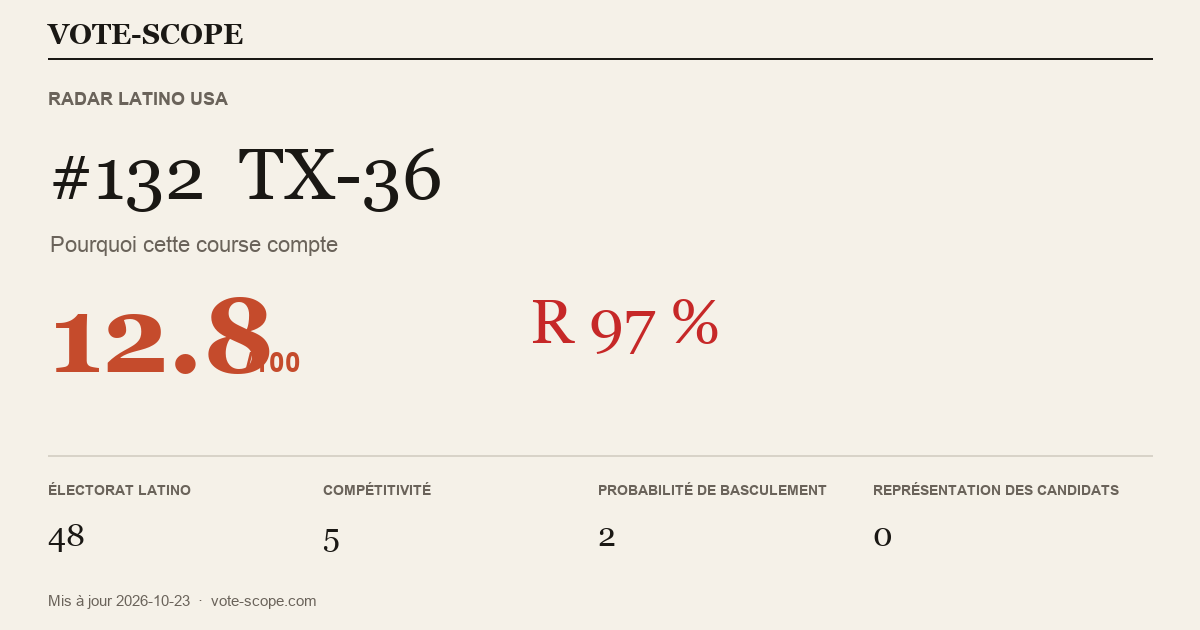 VOTE-SCOPE
RADAR LATINO USA
#132 TX-36
Pourquoi cette course compte
12.8/100
R 97 %
ÉLECTORAT LATINO
COMPÉTITIVITÉ
PROBABILITÉ DE BASCULEMENT
REPRÉSENTATION DES CANDIDATS
48
5
2
0
Mis à jour 2026-10-23 · vote-scope.com